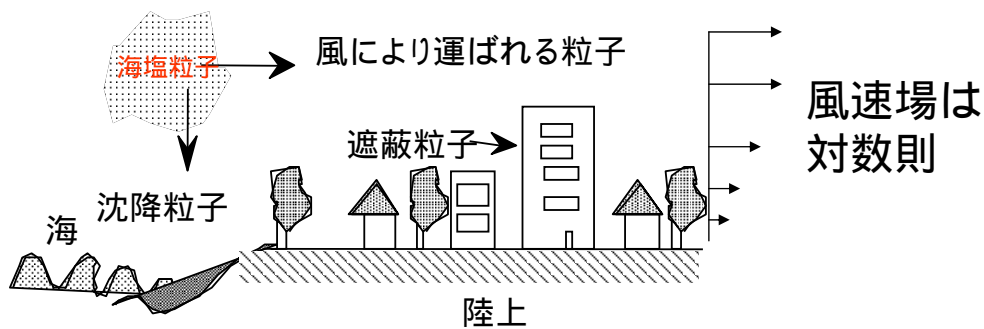 海塩粒子
風により運ばれる粒子
遮蔽粒子
沈降粒子
海
陸上
風速場は
対数則